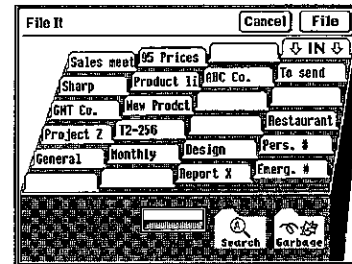 File It Cancel File
Sales meet 95 Prices ⇩ IN ⇩
Sharp Product li ABC Co. To send
GMT Co. New Prodct
Project Z T2-256 Restaurant
General Monthly Design Pers. #
Report X Emerg. #
Search Garbage